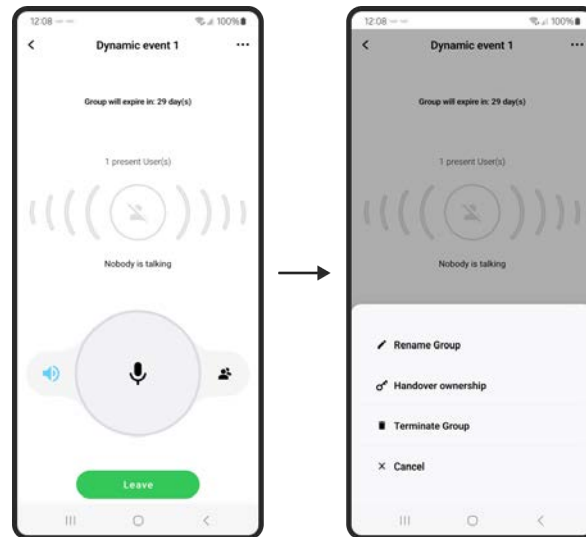 12:08
100%
Dynamic event 1
Group will expire in: 29 day(s)
1 present User(s)
Nobody is talking
Leave
12:08
100%
Dynamic event 1
Group will expire in: 29 day(s)
1 present User(s)
Nobody is talking
Rename Group
Handover ownership
Terminate Group
Cancel